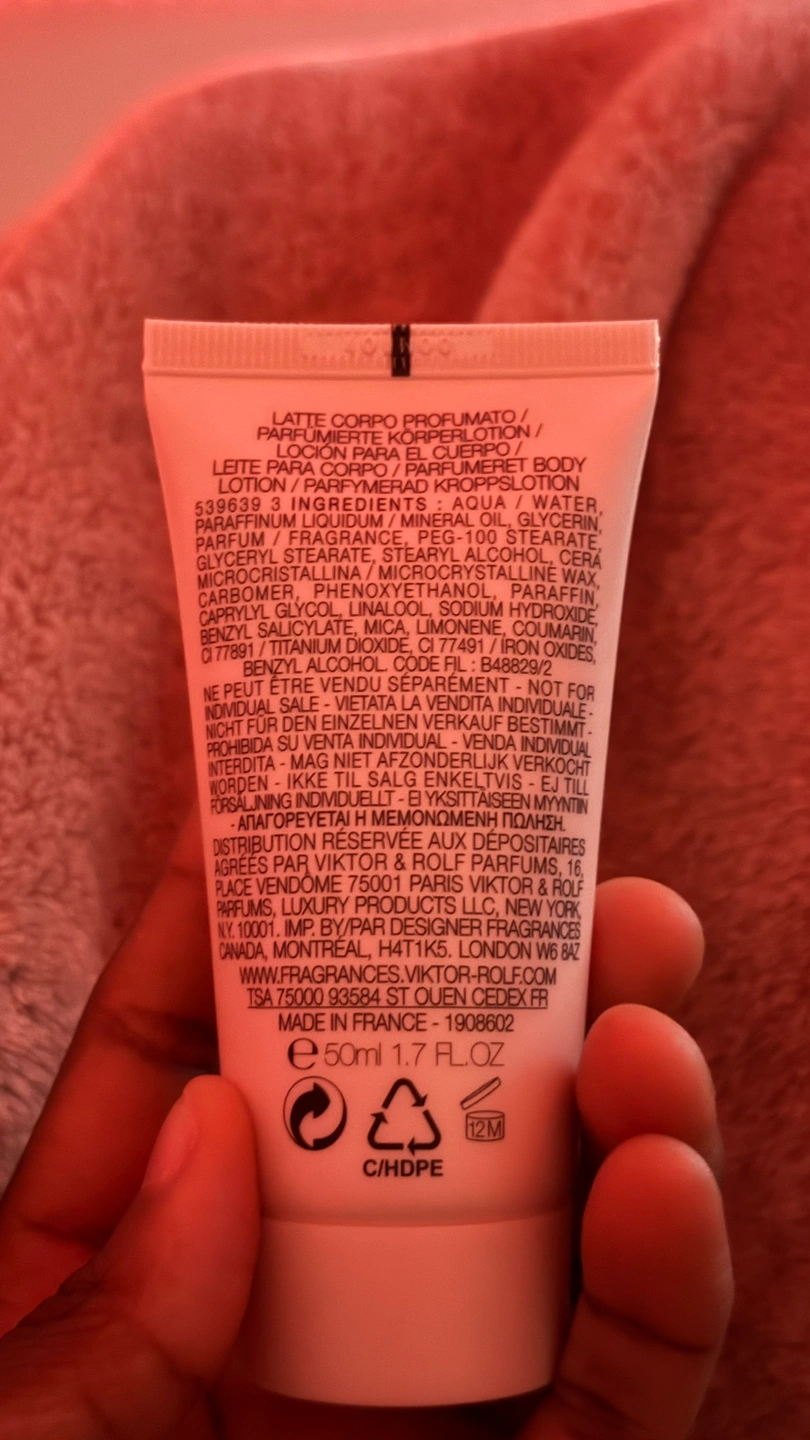 LATTE CORPO PROFUMATO /
PARFÜMIERTE KÖRPERLOTION /
LOCIÓN PARA EL CUERPO /
LEITE PARA CORPO / PARFUMERET BODY
LOTION / PARFYMERAD KROPPSLOTION
539639 3 INGREDIENTS : AQUA / WATER,
PARAFFINUM LIQUIDUM / MINERAL OIL, GLYCERIN,
PARFUM / FRAGRANCE, PEG-100 STEARATE,
GLYCERYL STEARATE, STEARYL ALCOHOL, CERA
MICROCRISTALLINA / MICROCRYSTALLINE WAX,
CARBOMER, PHENOXYETHANOL, PARAFFIN,
CAPRYLYL GLYCOL, LINALOOL, SODIUM HYDROXIDE,
BENZYL SALICYLATE, MICA, LIMONENE, COUMARIN,
CI 77891 / TITANIUM DIOXIDE, CI 77491 / IRON OXIDES,
BENZYL ALCOHOL. CODE FIL : B48829/2
NE PEUT ÊTRE VENDU SÉPARÉMENT - NOT FOR
INDIVIDUAL SALE - VIETATA LA VENDITA INDIVIDUALE -
NICHT FÜR DEN EINZELNEN VERKAUF BESTIMMT -
PROHIBIDA SU VENTA INDIVIDUAL - VENDA INDIVIDUAL
INTERDITA - MAG NIET AFZONDERLIJK VERKOCHT
WORDEN - IKKE TIL SALG ENKELTVIS - EJ TILL
FÖRSÄLJNING INDIVIDUELLT - EI YKSITTÄISEEN MYYNTIIN
- ΑΠΑΓΟΡΕΥΕΤΑΙ Η ΜΕΜΟΝΩΜΕΝΗ ΠΩΛΗΣΗ.
DISTRIBUTION RÉSERVÉE AUX DÉPOSITAIRES
AGRÉÉS PAR VIKTOR & ROLF PARFUMS, 16,
PLACE VENDÔME 75001 PARIS VIKTOR & ROLF
PARFUMS, LUXURY PRODUCTS LLC, NEW YORK,
N.Y. 10001. IMP. BY/PAR DESIGNER FRAGRANCES
CANADA, MONTRÉAL, H4T1K5. LONDON W6 8AZ
WWW.FRAGRANCES.VIKTOR-ROLF.COM
TSA 75000 93584 ST OUEN CEDEX FR
MADE IN FRANCE - 1908602
e 50ml 1.7 FL.OZ
12M
C/HDPE